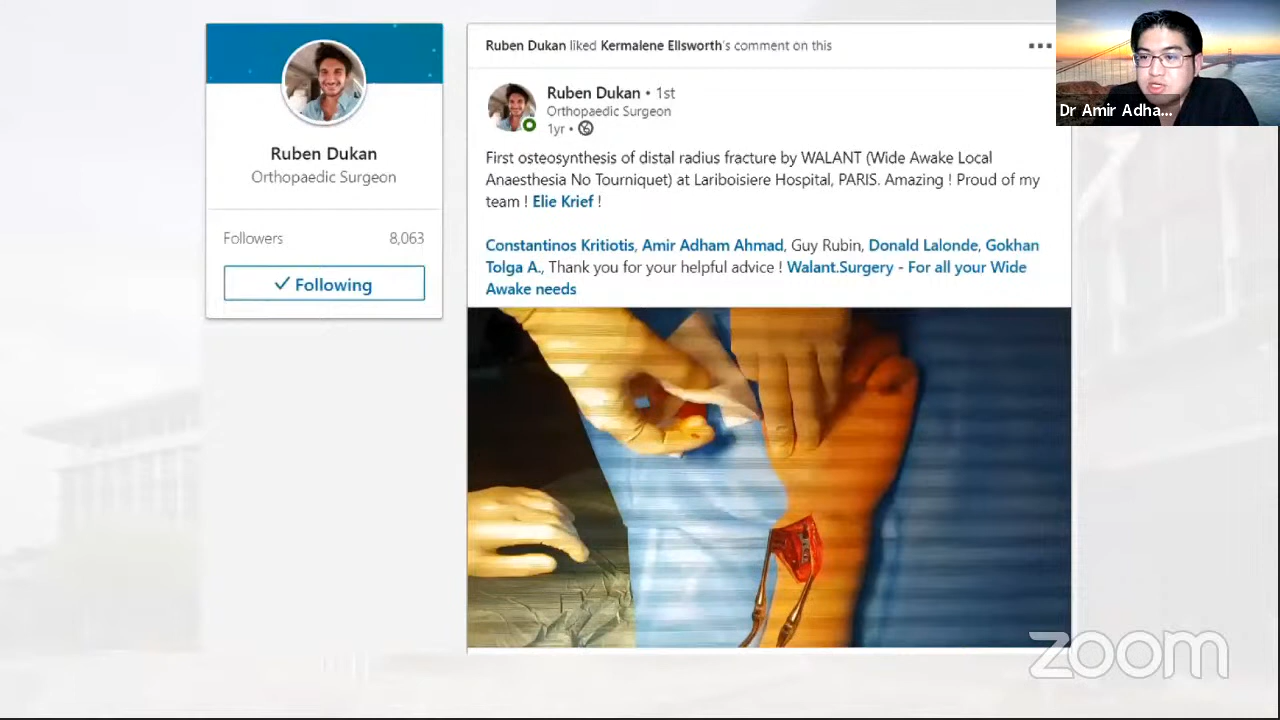 Ruben Dukan
Orthopaedic Surgeon
Followers 8,063
✓ Following
Ruben Dukan liked Kermalene Ellsworth's comment on this
Ruben Dukan • 1st
Orthopaedic Surgeon
1yr •
First osteosynthesis of distal radius fracture by WALANT (Wide Awake Local
Anaesthesia No Tourniquet) at Lariboisiere Hospital, PARIS. Amazing ! Proud of my
team ! Elie Krief !
Constantinos Kritiotis, Amir Adham Ahmad, Guy Rubin, Donald Lalonde, Gokhan
Tolga A., Thank you for your helpful advice ! Walant.Surgery - For all your Wide
Awake needs
Dr Amir Adha...
zoom